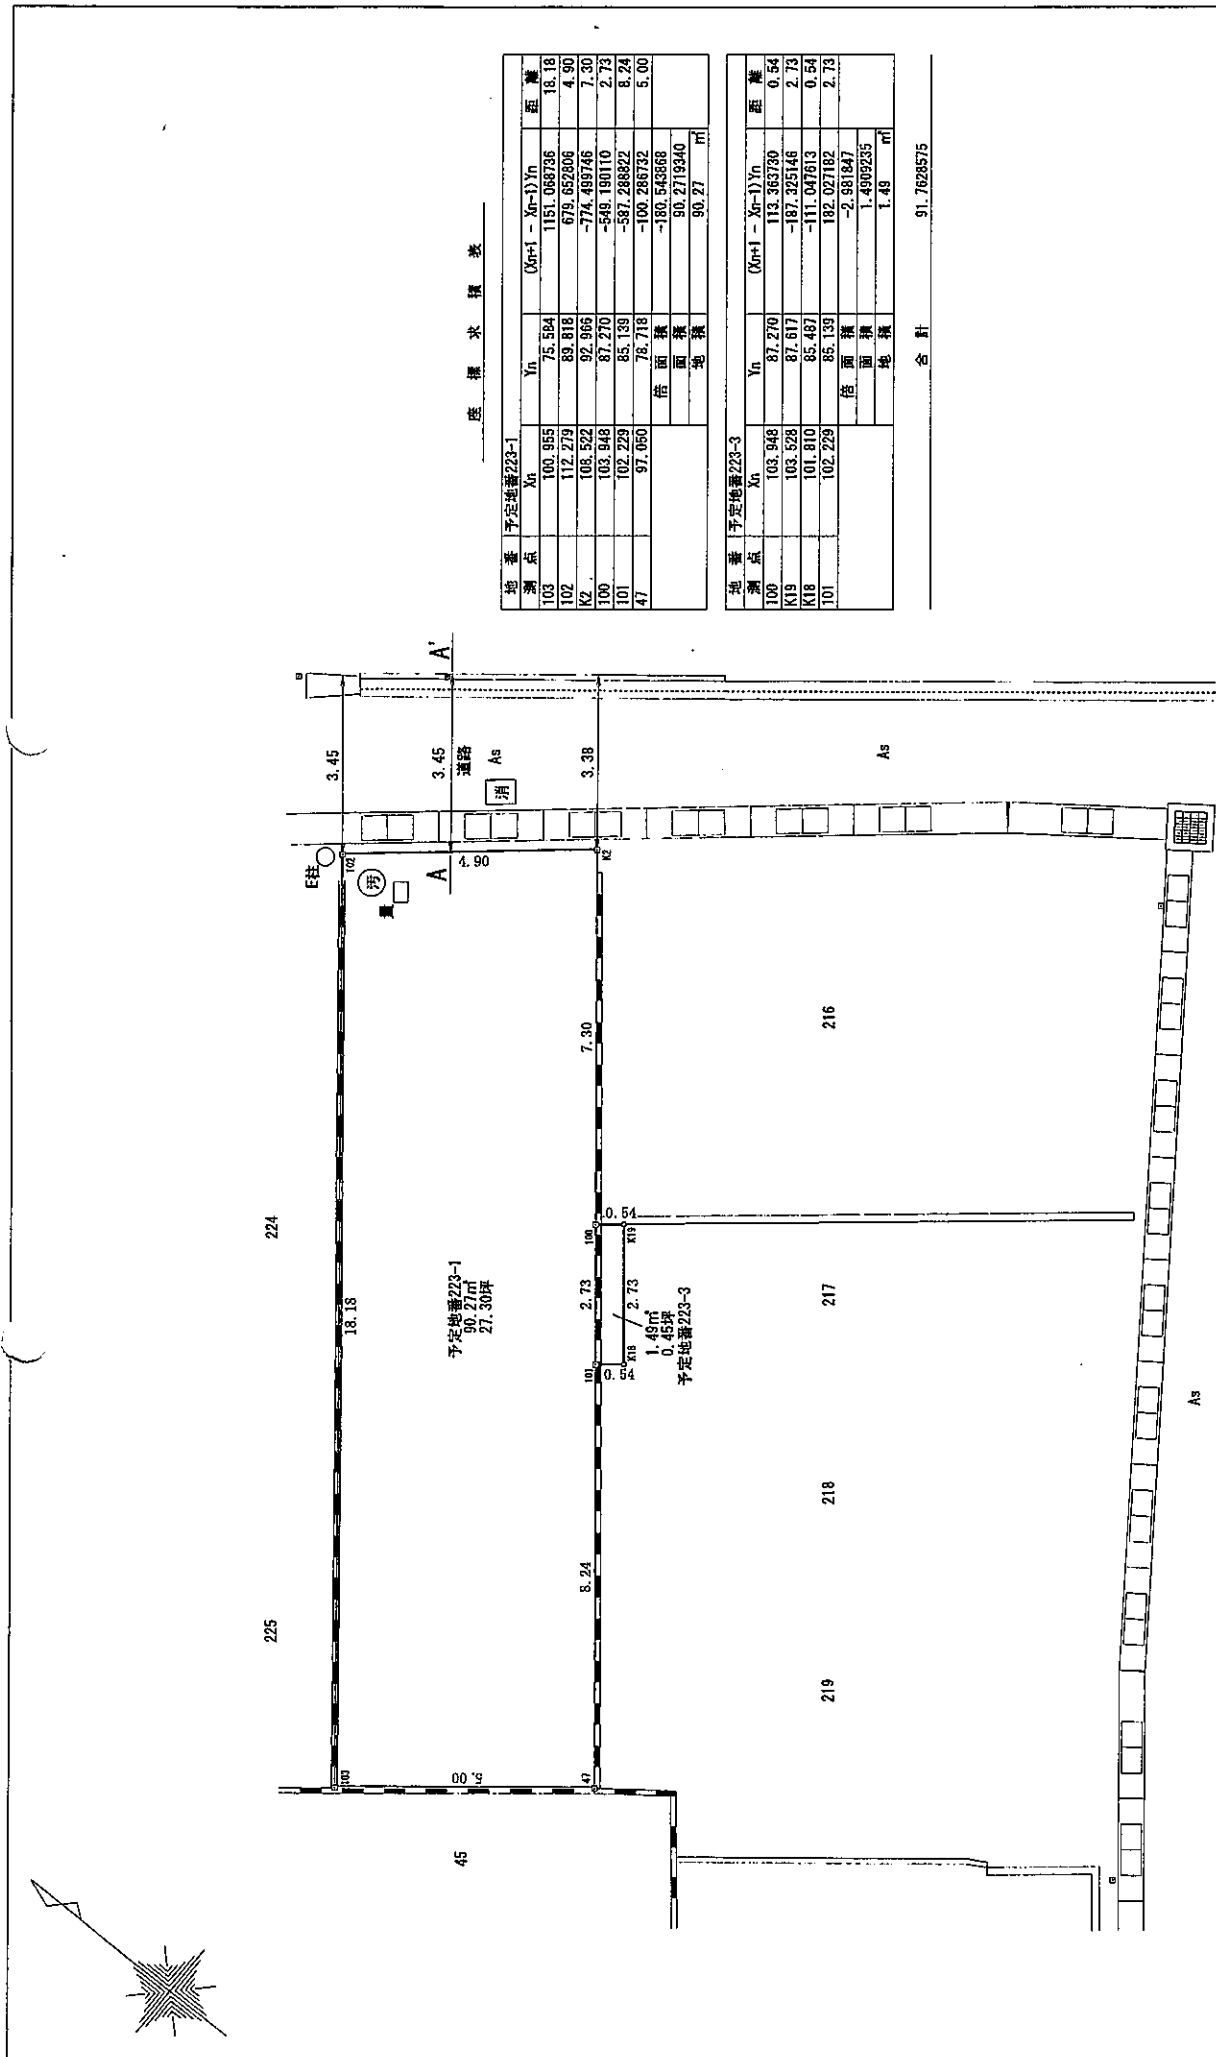 座標求積表
地番 予定地番223-1
測点 Xn Yn (Xn+1 - Xn-1)Yn 距離
103 100.955 75.584 1151.068736 18.18
102 112.279 89.818 679.652806 4.90
K2 108.522 92.966 -774.499746 7.30
100 103.948 87.270 -549.190110 2.73
101 102.229 85.139 -587.288822 8.24
47 97.050 78.718 -100.286732 5.00
倍面積 -180.543868
面積 90.2719340
地積 90.27 ㎡
地番 予定地番223-3
測点 Xn Yn (Xn+1 - Xn-1)Yn 距離
100 103.948 87.270 113.363730 0.54
K19 103.528 87.617 -187.325146 2.73
K18 101.810 85.487 -111.047613 0.54
101 102.229 85.139 182.027182 2.73
倍面積 -2.981847
面積 1.4909235
地積 1.49 ㎡
合計 91.7628575
225
224
45
103
18.18
102
E柱
汚
量
3.45
5.00
予定地番223-1
90.27㎡
27.30坪
A
A'
3.45
道路
As
消
4.90
47
8.24
101
2.73
100
7.30
K2
3.38
0.54
K18
2.73
K19
0.54
1.49㎡
0.45坪
予定地番223-3
219
218
217
216
As
As